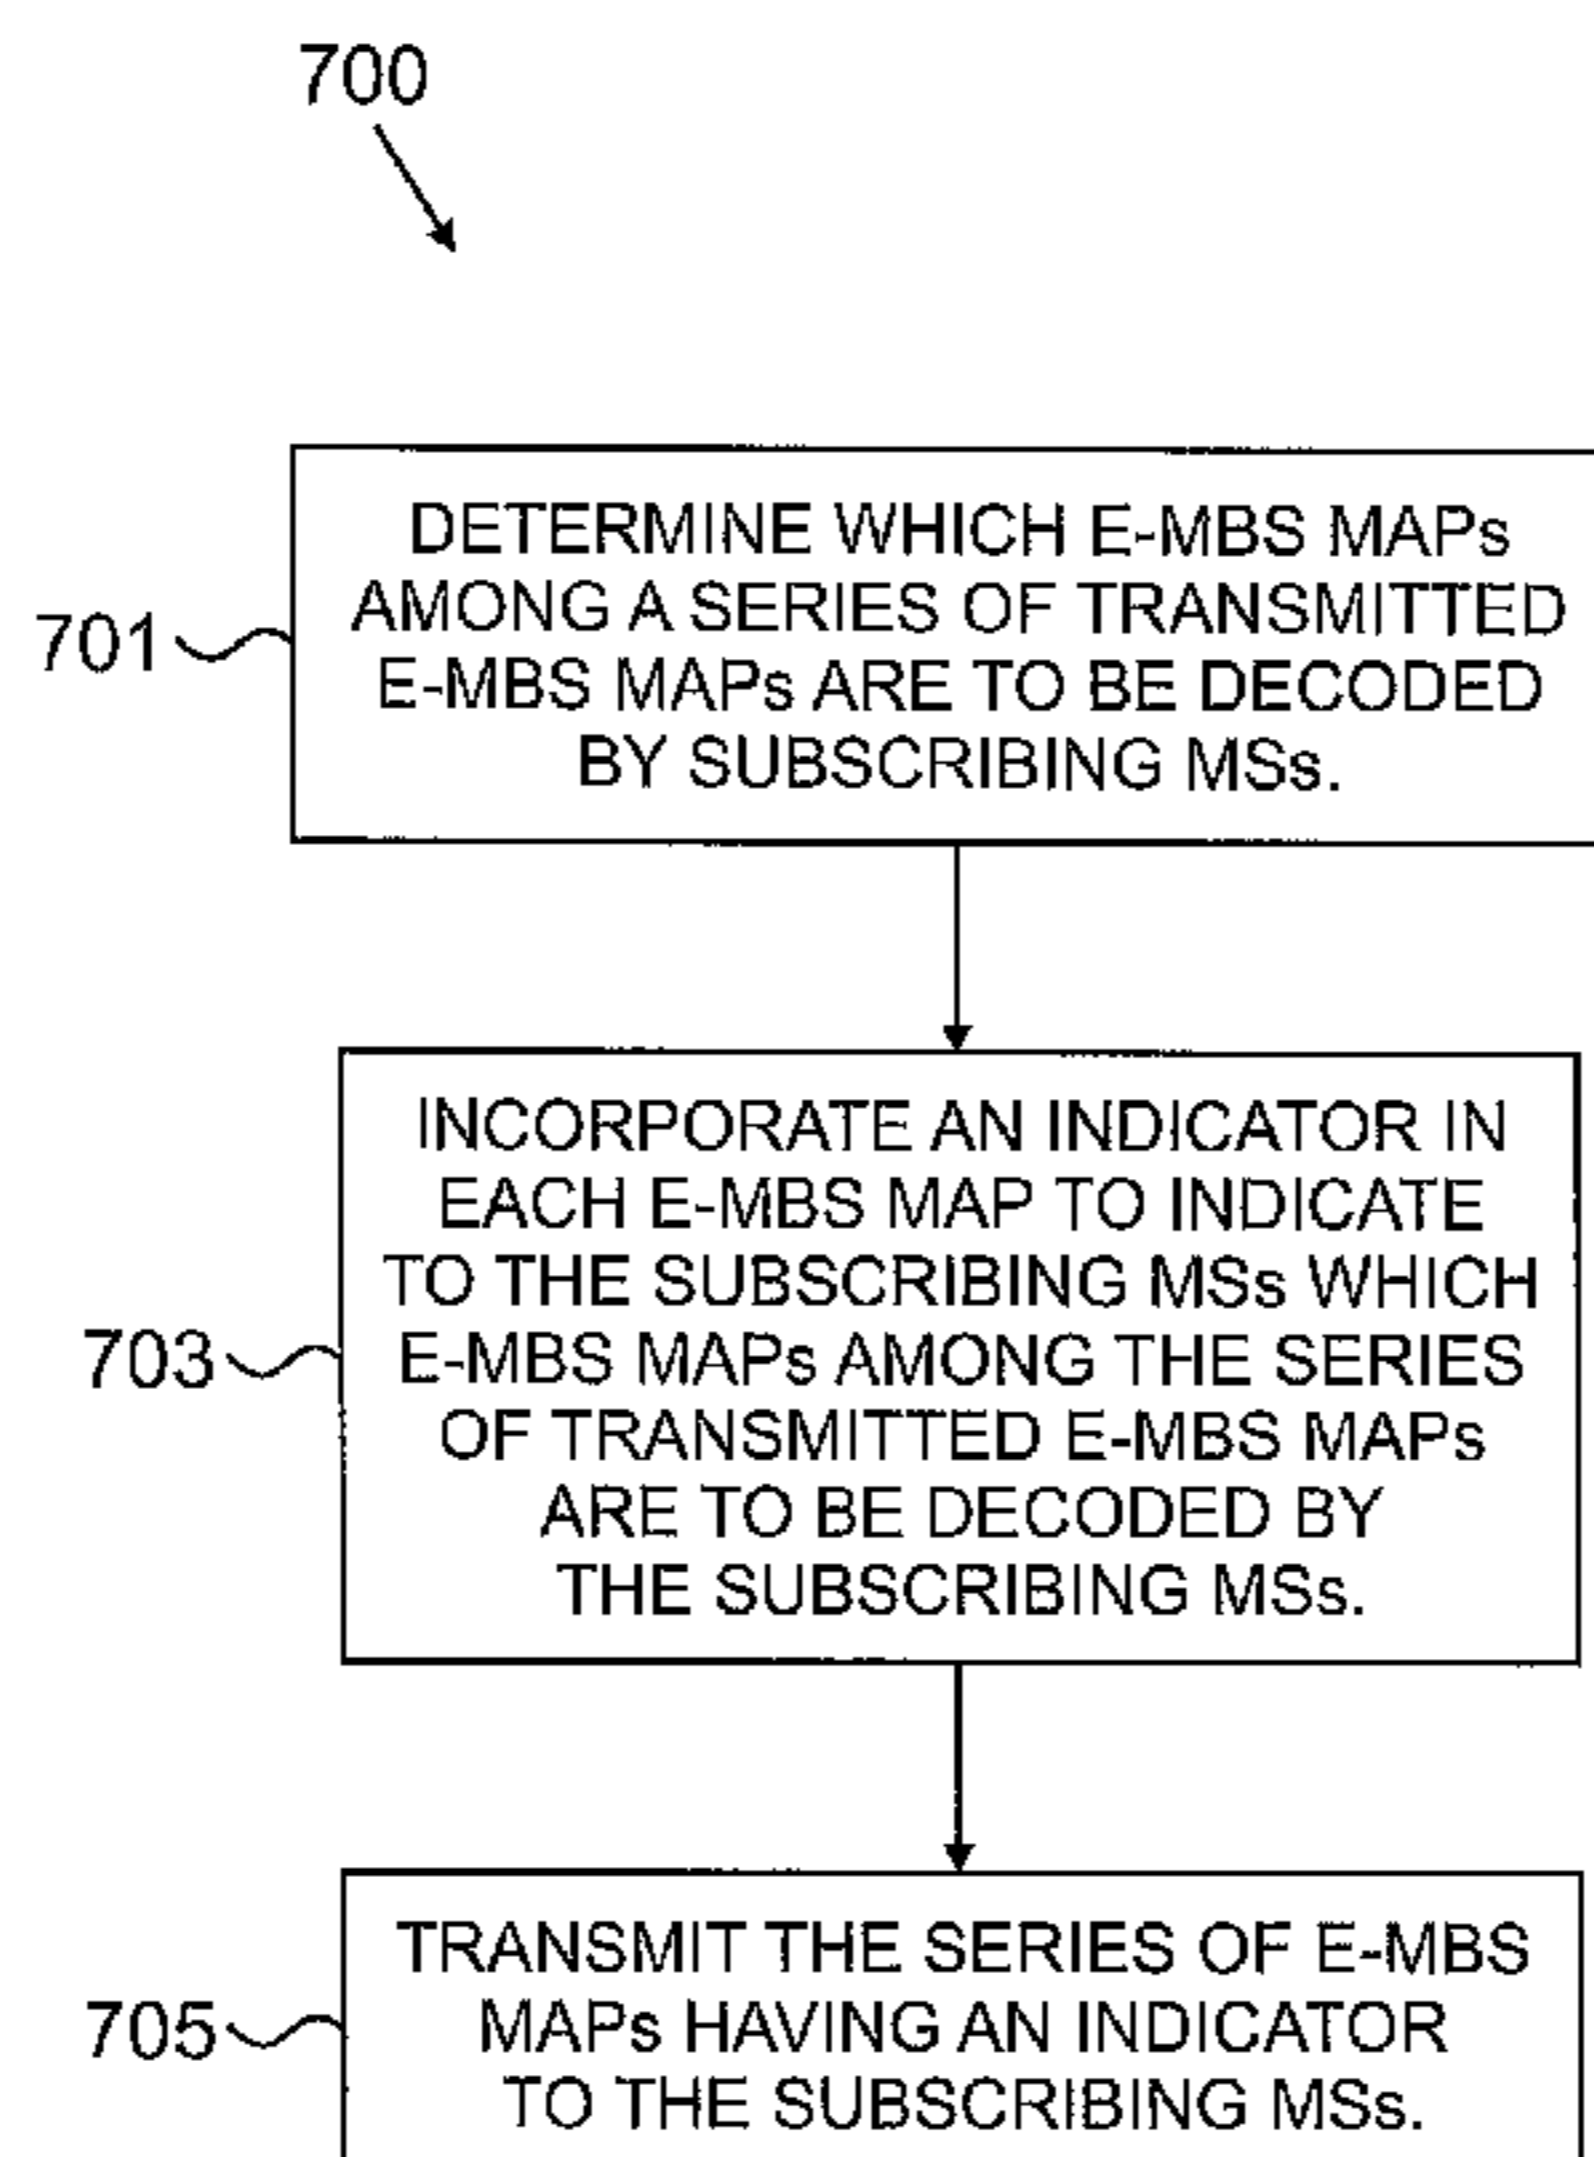 700
701
DETERMINE WHICH E-MBS MAPs
AMONG A SERIES OF TRANSMITTED
E-MBS MAPs ARE TO BE DECODED
BY SUBSCRIBING MSs.
703
INCORPORATE AN INDICATOR IN
EACH E-MBS MAP TO INDICATE
TO THE SUBSCRIBING MSs WHICH
E-MBS MAPs AMONG THE SERIES
OF TRANSMITTED E-MBS MAPs
ARE TO BE DECODED BY
THE SUBSCRIBING MSs.
705
TRANSMIT THE SERIES OF E-MBS
MAPs HAVING AN INDICATOR
TO THE SUBSCRIBING MSs.